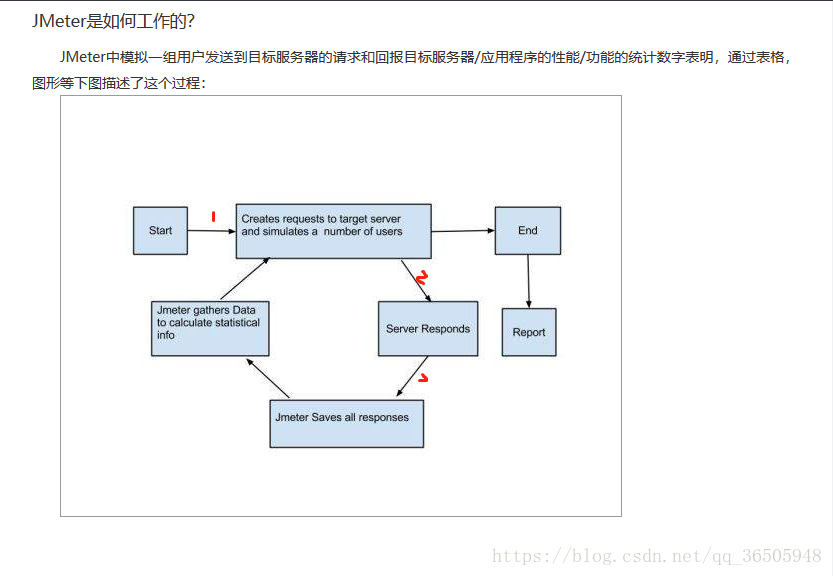 JMeter是如何工作的?
JMeter中模拟一组用户发送到目标服务器的请求和回报目标服务器/应用程序的性能/功能的统计数字表明，通过表格，
图形等下图描述了这个过程：
Start
1
Creates requests to target server
and simulates a number of users
End
2
Jmeter gathers Data
to calculate statistical
info
Server Responds
Report
Jmeter Saves all responses
https://blog.csdn.net/qq_36505948